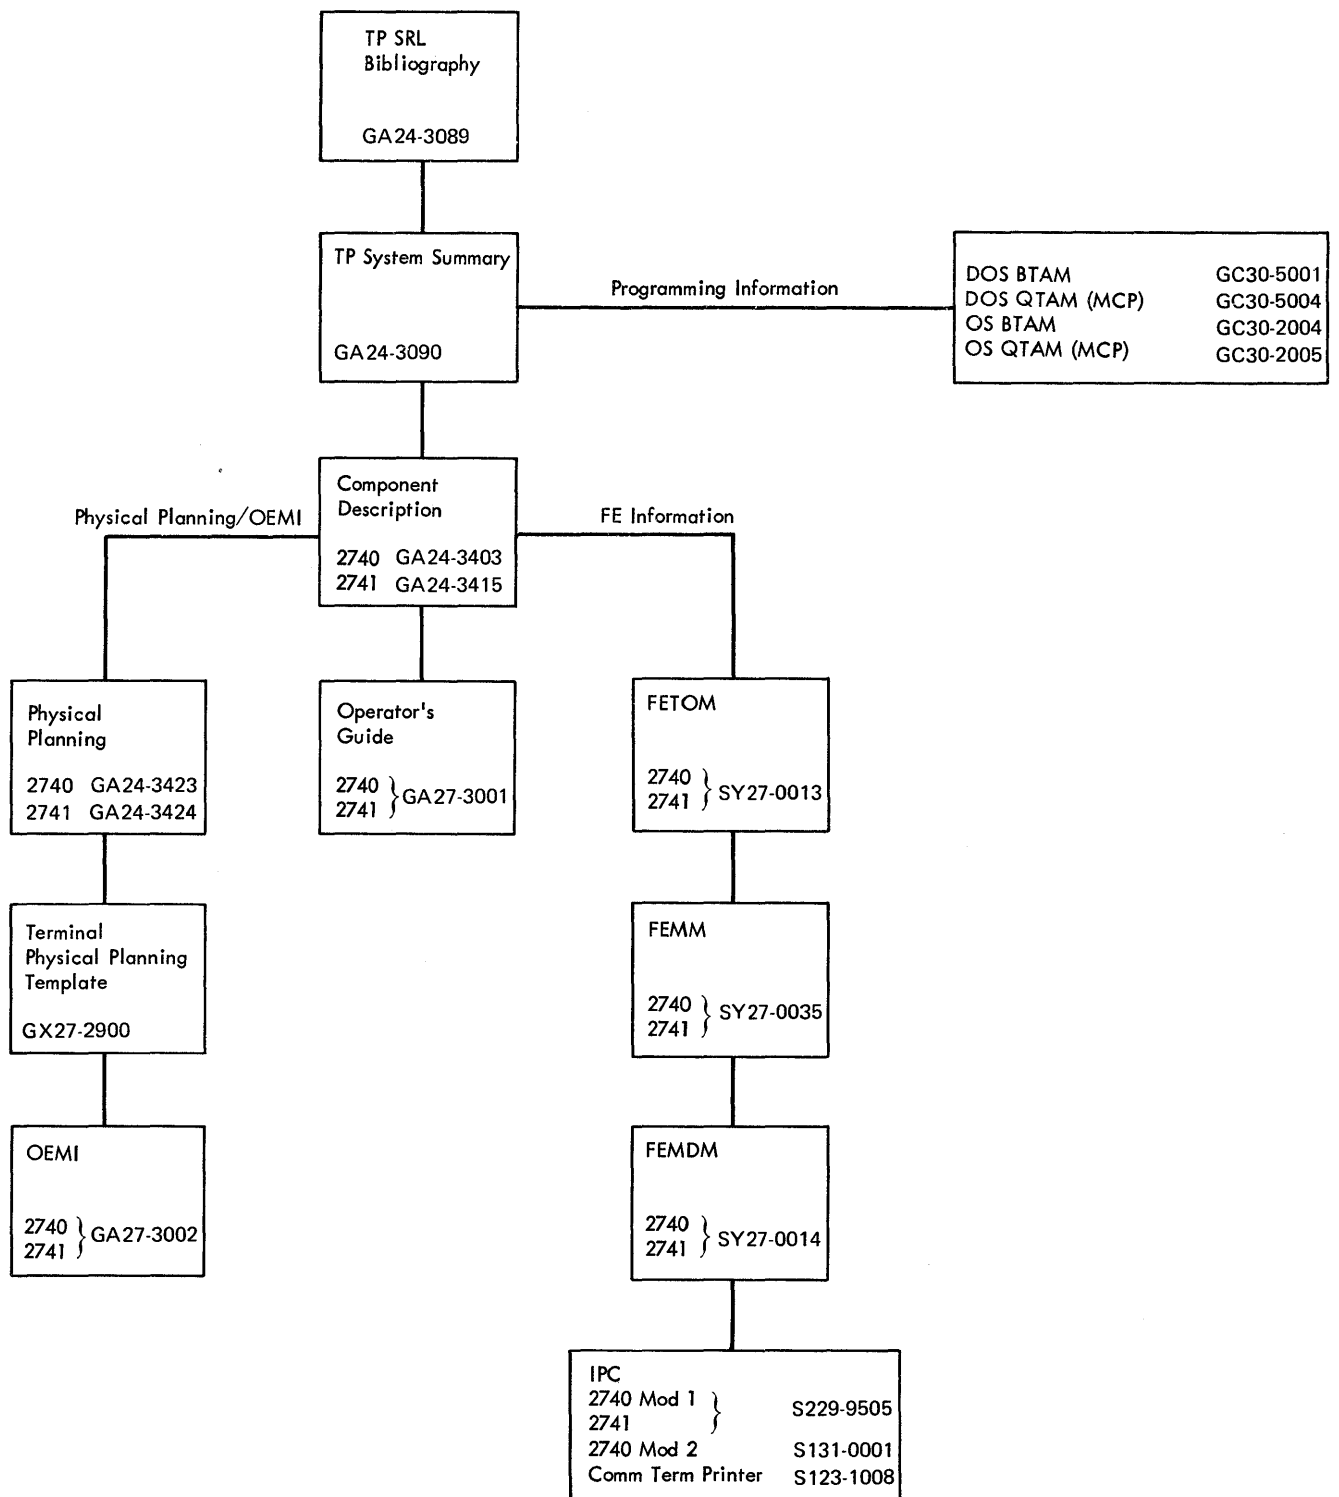 TP SRL
Bibliography
GA24-3089
TP System Summary
GA24-3090
Programming Information
DOS BTAM GC30-5001
DOS QTAM (MCP) GC30-5004
OS BTAM GC30-2004
OS QTAM (MCP) GC30-2005
Component
Description
2740 GA24-3403
2741 GA24-3415
Physical Planning/OEMI
FE Information
Physical
Planning
2740 GA24-3423
2741 GA24-3424
Operator's
Guide
2740
2741 } GA27-3001
FETOM
2740
2741 } SY27-0013
Terminal
Physical Planning
Template
GX27-2900
FEMM
2740
2741 } SY27-0035
OEMI
2740
2741 } GA27-3002
FEMDM
2740
2741 } SY27-0014
IPC
2740 Mod 1
2741 } S229-9505
2740 Mod 2 S131-0001
Comm Term Printer S123-1008